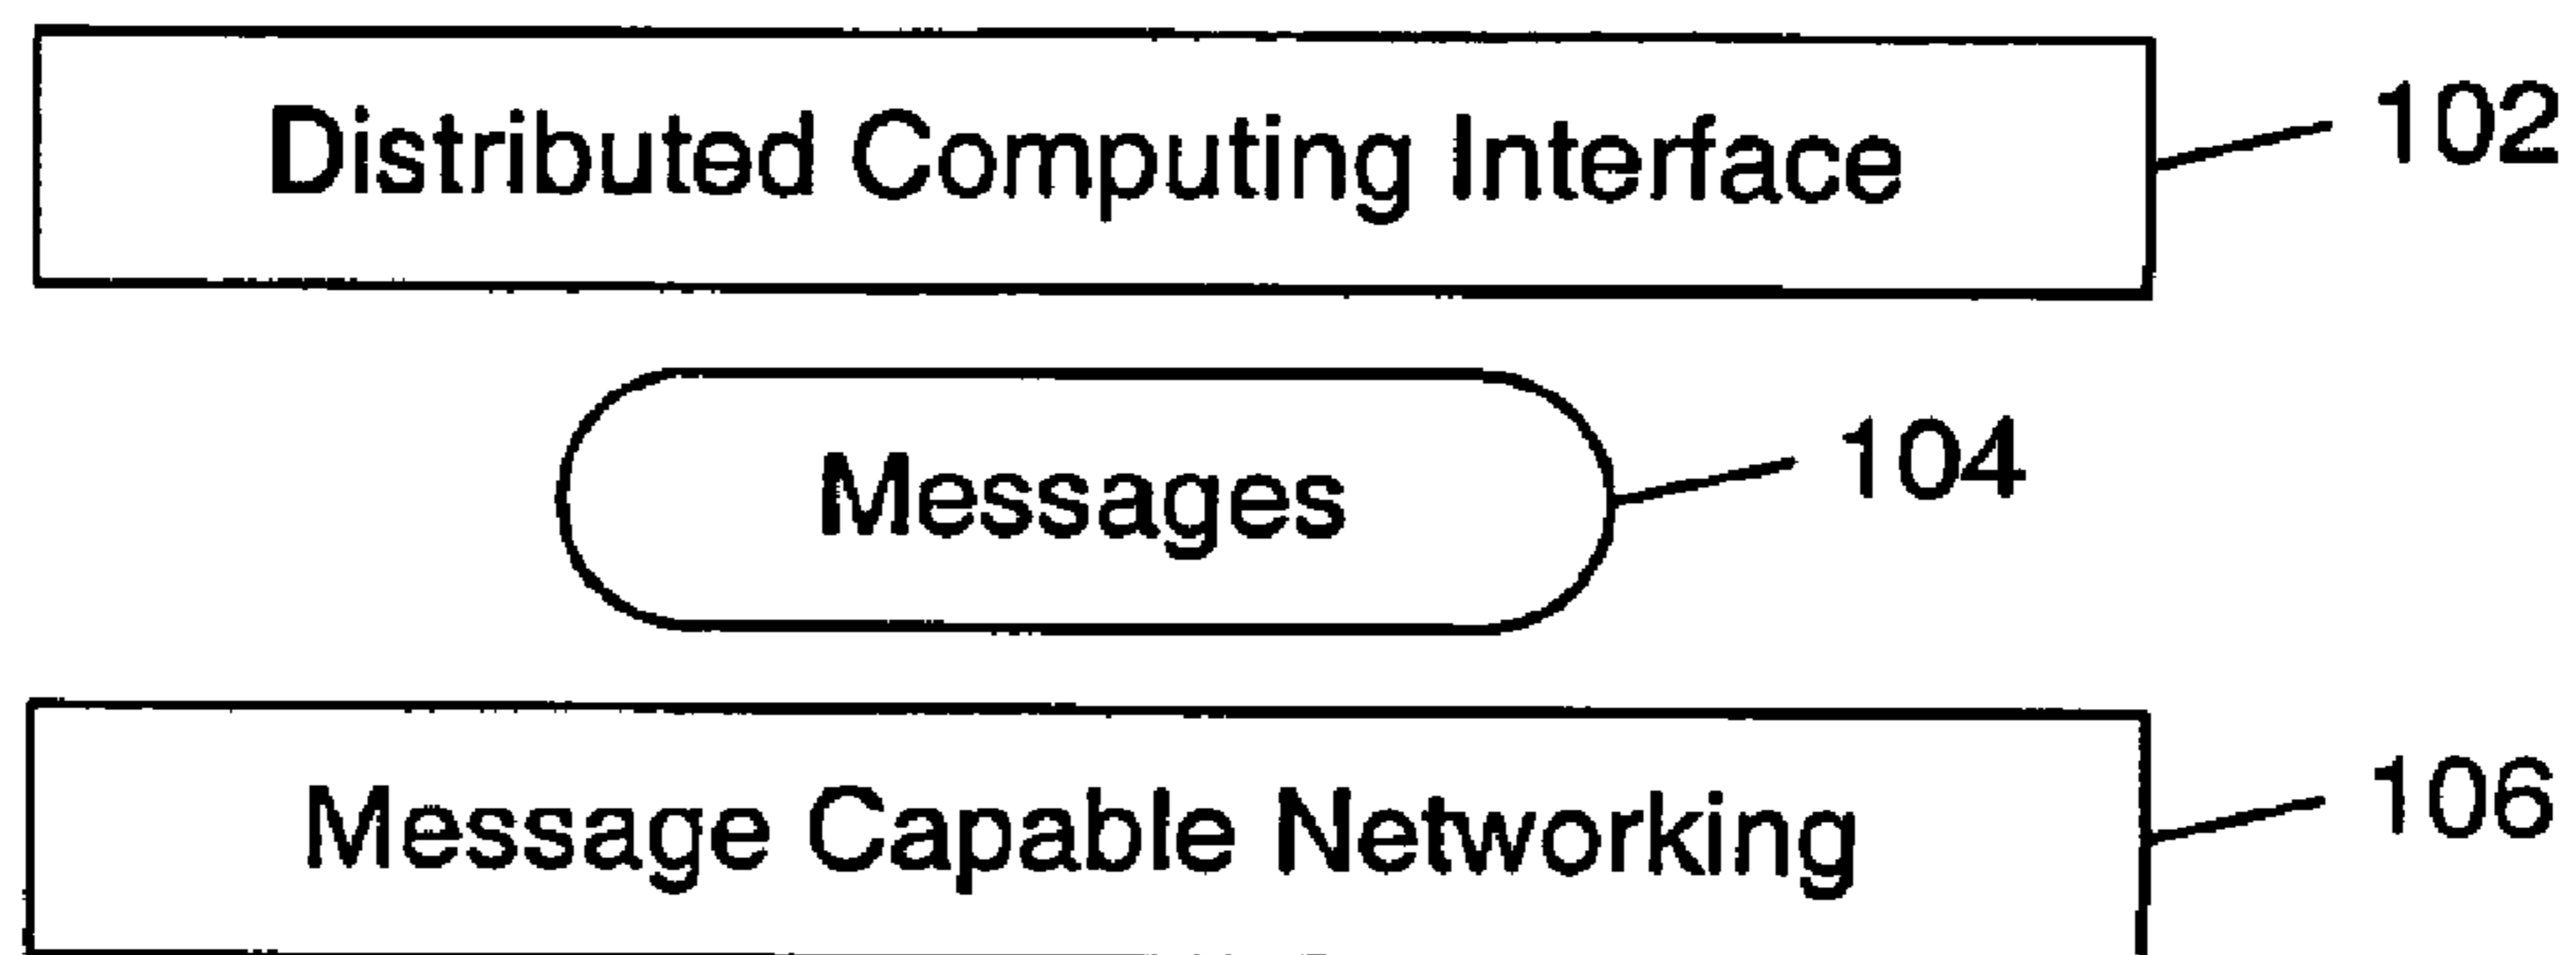 Distributed Computing Interface 102
Messages 104
Message Capable Networking 106